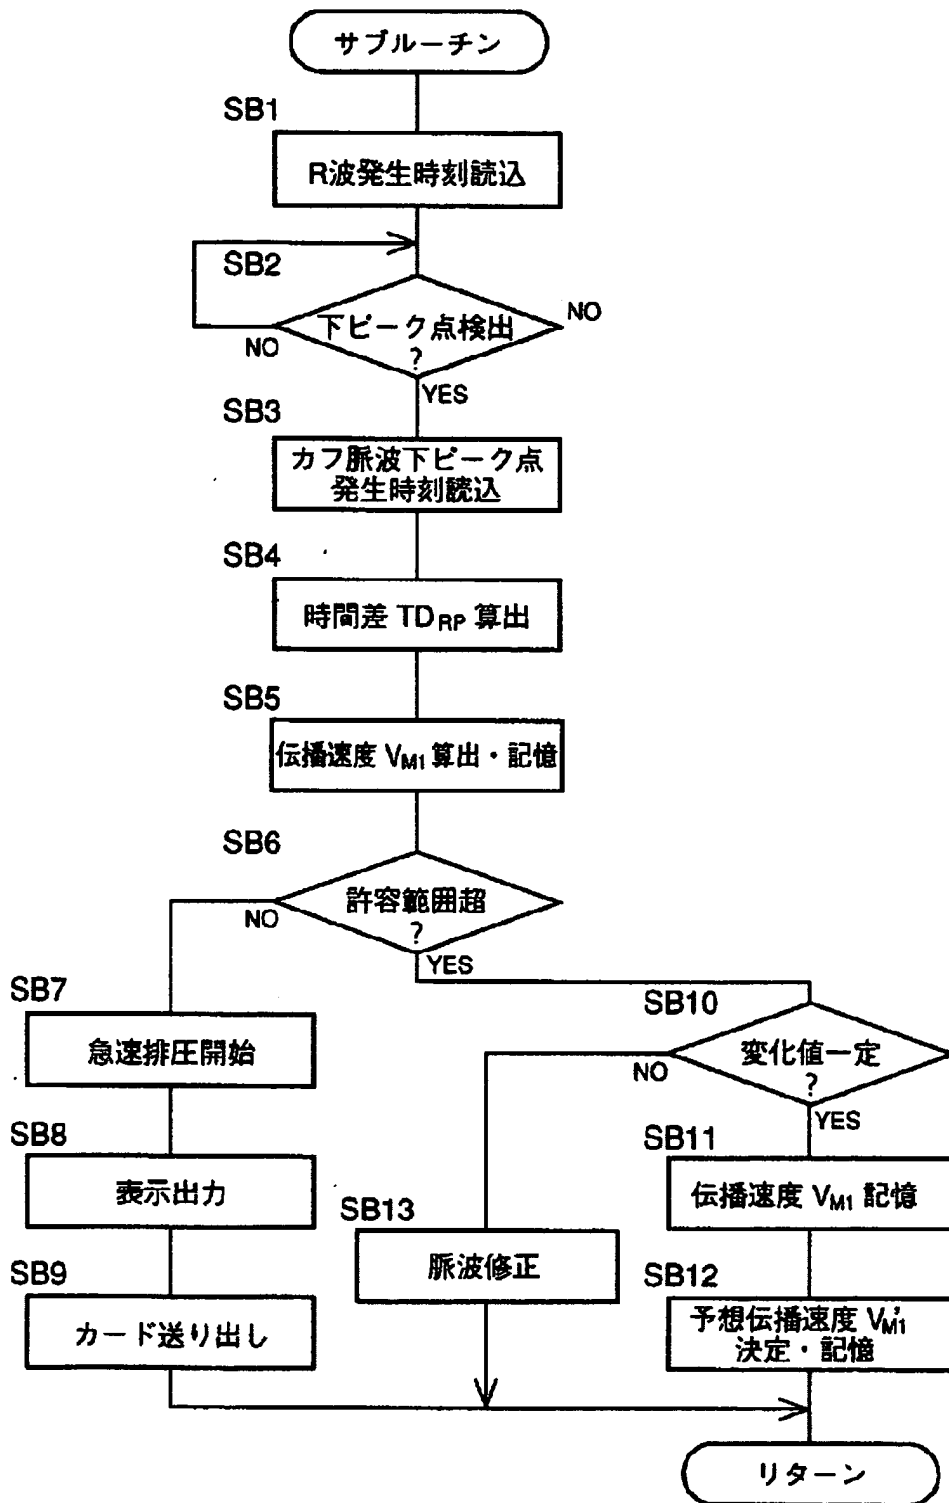 サブルーチン
SB1
R波発生時刻読込
SB2
下ピーク点検出
?
NO
NO
YES
SB3
カフ脈波下ピーク点
発生時刻読込
SB4
時間差 TDRP 算出
SB5
伝播速度 VM1 算出・記憶
SB6
許容範囲超
?
NO
YES
SB7
急速排圧開始
SB8
表示出力
SB9
カード送り出し
SB10
変化値一定
?
NO
YES
SB11
伝播速度 VM1 記憶
SB13
脈波修正
SB12
予想伝播速度 VM1'
決定・記憶
リターン